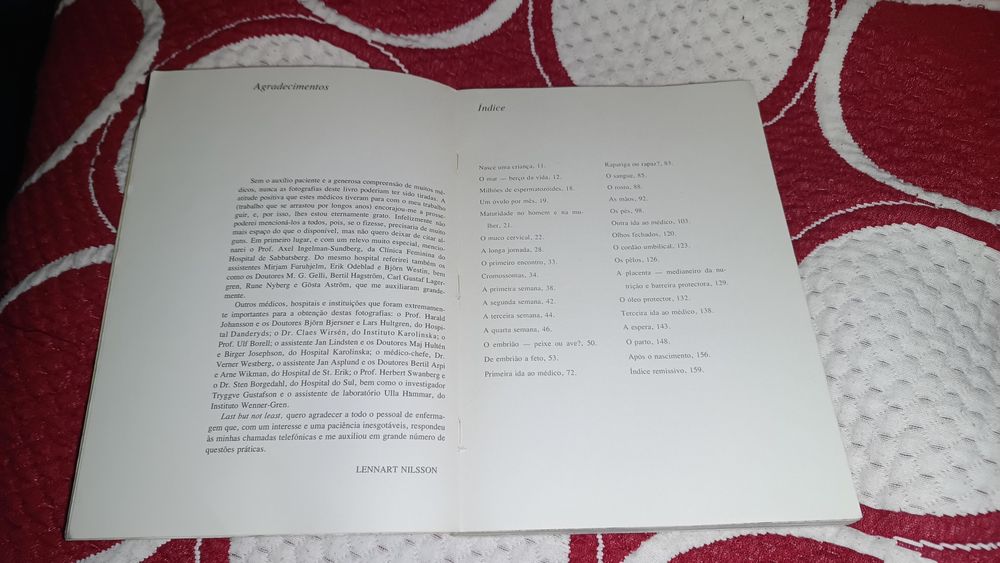 Agradecimentos
Sem o auxílio paciente e a generosa compreensão de muitos mé-
dicos, nunca as fotografias deste livro poderiam ter sido tiradas. A
atitude positiva que estes médicos tiveram para com o meu trabalho
(trabalho que se arrastou por longos anos) encorajou-me a prosse-
guir, e, por isso, lhes estou eternamente grato. Infelizmente não
poderei mencioná-los a todos, pois, se o fizesse, precisaria de muito
mais espaço do que o disponível, mas não quero deixar de citar al-
guns. Em primeiro lugar, e com um relevo muito especial, mencio-
narei o Prof. Axel Ingelman-Sundberg, da Clínica Feminina do
Hospital de Sabbatsberg. Do mesmo hospital referirei também os
assistentes Mirjam Furuhjelm, Erik Odeblad e Björn Westin, bem
como os Doutores M. G. Gelli, Bertil Hagström, Carl Gustaf Lager-
gren, Rune Nyberg e Gösta Aström, que me auxiliaram grande-
mente.
Outros médicos, hospitais e instituições que foram extremamen-
te importantes para a obtenção destas fotografias: o Prof. Harald
Johansson e os Doutores Björn Bjersner e Lars Hultgren, do Hospi-
tal Danderyds; o Dr. Claes Wirsén, do Instituto Karolinska; o
Prof. Ulf Borell; o assistente Jan Lindsten e os Doutores Maj Hultén
e Birger Josephson, do Hospital Karolinska; o médico-chefe, Dr.
Verner Westberg, o assistente Jan Asplund e os Doutores Bertil Arpi
e Arne Wikman, do Hospital de St. Erik; o Prof. Herbert Swanberg e
o Dr. Sten Borgedahl, do Hospital do Sul, bem como o investigador
Tryggve Gustafson e o assistente de laboratório Ulla Hammar, do
Instituto Wenner-Gren.
Last but not least, quero agradecer a todo o pessoal de enferma-
gem que, com um interesse e uma paciência inesgotáveis, respondeu
às minhas chamadas telefónicas e me auxiliou em grande número de
questões práticas.
LENNART NILSSON
Índice
Nasce uma criança, 11.
O mar — berço da vida, 12.
Milhões de espermatozóides, 18.
Um óvulo por mês, 19.
Maturidade no homem e na mu-
lher, 21.
O muco cervical, 22.
A longa jornada, 28.
O primeiro encontro, 33.
Cromossomas, 34.
A primeira semana, 38.
A segunda semana, 42.
A terceira semana, 44.
A quarta semana, 46.
O embrião — peixe ou ave?, 50.
De embrião a feto, 53.
Primeira ida ao médico, 72.
Rapariga ou rapaz?, 83.
O sangue, 85.
O rosto, 88.
As mãos, 92.
Os pés, 98.
Outra ida ao médico, 103.
Olhos fechados, 120.
O cordão umbilical, 123.
Os pêlos, 126.
A placenta — medianeiro da nu-
trição e barreira protectora, 129.
O óleo protector, 132.
Terceira ida ao médico, 138.
A espera, 143.
O parto, 148.
Após o nascimento, 156.
Índice remissivo, 159.